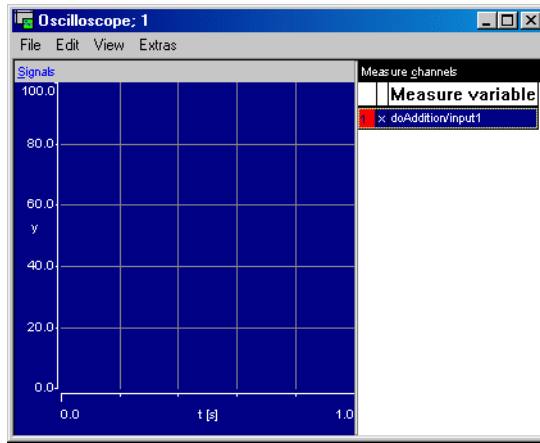 Oscilloscope; 1
File Edit View Extras
Signals
100.0
80.0
60.0
y
40.0
20.0
0.0
0.0 t [s] 1.0
Measure channels
Measure variable
1 × doAddition/input1